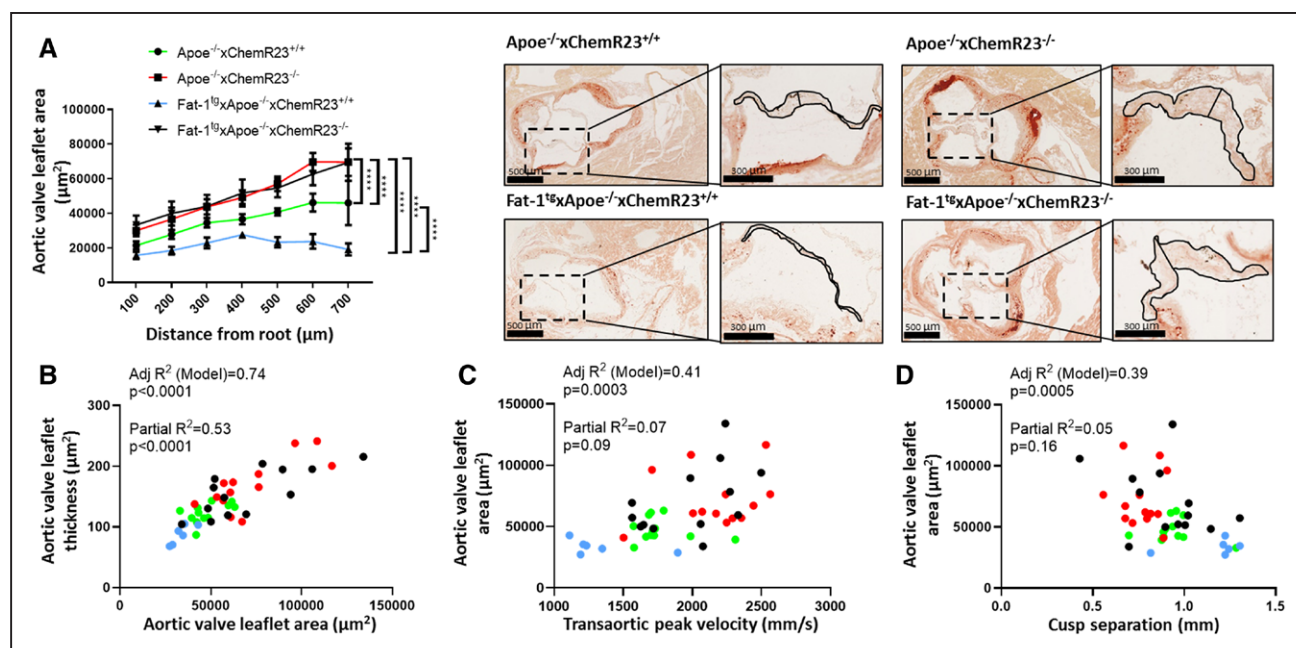 A
Apoe⁻/⁻xChemR23⁺/⁺
Apoe⁻/⁻xChemR23⁻/⁻
Fat-1ᵗᵍxApoe⁻/⁻xChemR23⁺/⁺
Fat-1ᵗᵍxApoe⁻/⁻xChemR23⁻/⁻
Aortic valve leaflet area
(µm²)
100000
80000
60000
40000
20000
0
100 200 300 400 500 600 700
Distance from root (µm)
****
****
****
****
****
Apoe⁻/⁻xChemR23⁺/⁺
500 µm
300 µm
Apoe⁻/⁻xChemR23⁻/⁻
500 µm
300 µm
Fat-1ᵗᵍxApoe⁻/⁻xChemR23⁺/⁺
500 µm
300 µm
Fat-1ᵗᵍxApoe⁻/⁻xChemR23⁻/⁻
500 µm
300 µm
B
Adj R² (Model)=0.74
p<0.0001
Partial R²=0.53
p<0.0001
Aortic valve leaflet
thickness (µm²)
300
200
100
0
0 50000 100000 150000
Aortic valve leaflet area (µm²)
C
Adj R² (Model)=0.41
p=0.0003
Partial R²=0.07
p=0.09
Aortic valve leaflet
area (µm²)
150000
100000
50000
0
1000 1500 2000 2500 3000
Transaortic peak velocity (mm/s)
D
Adj R² (Model)=0.39
p=0.0005
Partial R²=0.05
p=0.16
Aortic valve leaflet
area (µm²)
150000
100000
50000
0
0.0 0.5 1.0 1.5
Cusp separation (mm)